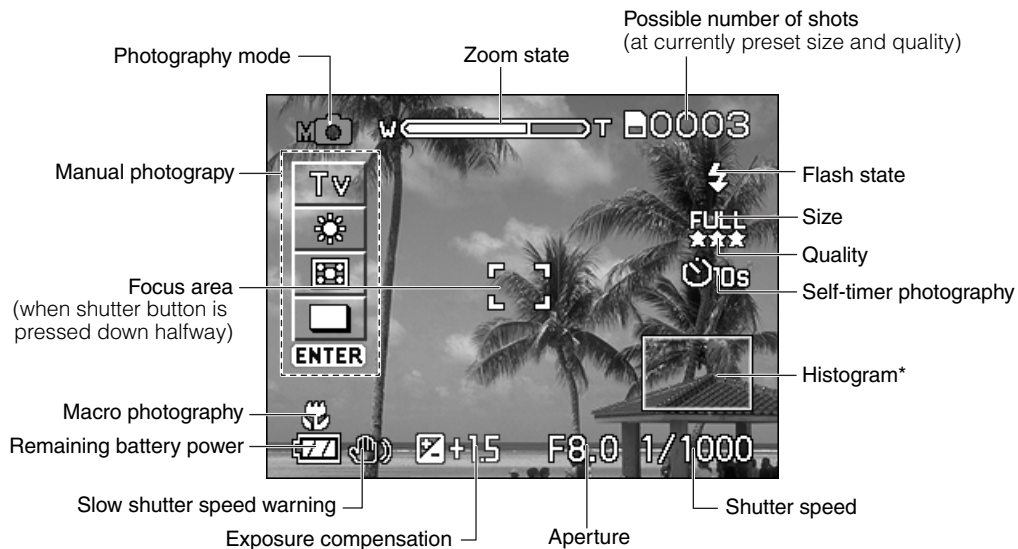 Possible number of shots
(at currently preset size and quality)
Photography mode
Zoom state
M
W
T
0003
Manual photograpy
Tv
Flash state
FULL
Size
Quality
10s
Self-timer photography
Focus area
(when shutter button is
pressed down halfway)
ENTER
Histogram*
Macro photography
Remaining battery power
+1.5
F8.0
1/1000
Slow shutter speed warning
Shutter speed
Exposure compensation
Aperture